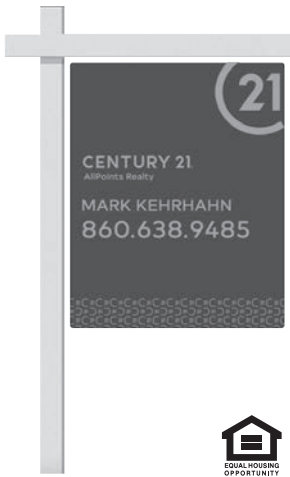 21
CENTURY 21
AllPoints Realty
MARK KEHRHAHN
860.638.9485
EQUAL HOUSING
OPPORTUNITY